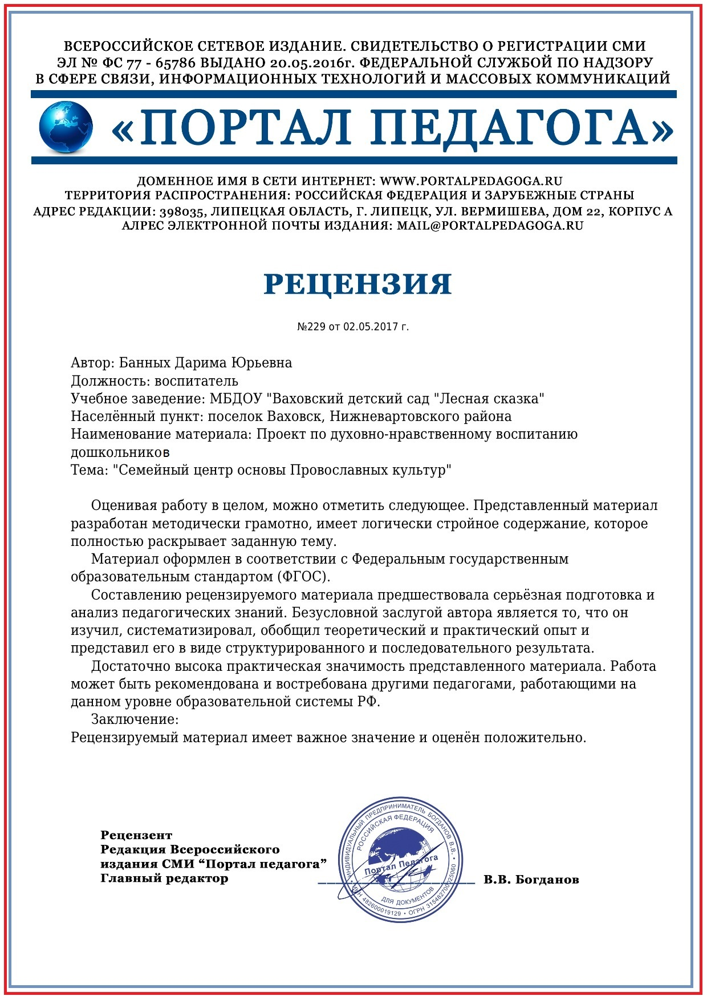 ВСЕРОССИЙСКОЕ СЕТЕВОЕ ИЗДАНИЕ. СВИДЕТЕЛЬСТВО О РЕГИСТРАЦИИ СМИ
ЭЛ № ФС 77 - 65786 ВЫДАНО 20.05.2016г. ФЕДЕРАЛЬНОЙ СЛУЖБОЙ ПО НАДЗОРУ
В СФЕРЕ СВЯЗИ, ИНФОРМАЦИОННЫХ ТЕХНОЛОГИЙ И МАССОВЫХ КОММУНИКАЦИЙ
«ПОРТАЛ ПЕДАГОГА»
ДОМЕННОЕ ИМЯ В СЕТИ ИНТЕРНЕТ: WWW.PORTALPEDAGOGA.RU
ТЕРРИТОРИЯ РАСПРОСТРАНЕНИЯ: РОССИЙСКАЯ ФЕДЕРАЦИЯ И ЗАРУБЕЖНЫЕ СТРАНЫ
АДРЕС РЕДАКЦИИ: 398035, ЛИПЕЦКАЯ ОБЛАСТЬ, Г. ЛИПЕЦК, УЛ. ВЕРМИШЕВА, ДОМ 22, КОРПУС А
АЛРЕС ЭЛЕКТРОННОЙ ПОЧТЫ ИЗДАНИЯ: MAIL@PORTALPEDAGOGA.RU
РЕЦЕНЗИЯ
№229 от 02.05.2017 г.
Автор: Банных Дарима Юрьевна
Должность: воспитатель
Учебное заведение: МБДОУ "Ваховский детский сад "Лесная сказка"
Населённый пункт: поселок Ваховск, Нижневартовского района
Наименование материала: Проект по духовно-нравственному воспитанию
дошкольников
Тема: "Семейный центр основы Провославных культур"
Оценивая работу в целом, можно отметить следующее. Представленный материал
разработан методически грамотно, имеет логически стройное содержание, которое
полностью раскрывает заданную тему.
Материал оформлен в соответствии с Федеральным государственным
образовательным стандартом (ФГОС).
Составлению рецензируемого материала предшествовала серьёзная подготовка и
анализ педагогических знаний. Безусловной заслугой автора является то, что он
изучил, систематизировал, обобщил теоретический и практический опыт и
представил его в виде структурированного и последовательного результата.
Достаточно высока практическая значимость представленного материала. Работа
может быть рекомендована и востребована другими педагогами, работающими на
данном уровне образовательной системы РФ.
Заключение:
Рецензируемый материал имеет важное значение и оценён положительно.
Рецензент
Редакция Всероссийского
издания СМИ “Портал педагога”
Главный редактор
В.В. Богданов
ИНДИВИДУАЛЬНЫЙ ПРЕДПРИНИМАТЕЛЬ БОГДАНОВ В.В.
РОССИЙСКАЯ ФЕДЕРАЦИЯ
Портал Педагога
ДЛЯ ДОКУМЕНТОВ
ИНН 482600019129 • ОГРН 315482700025060